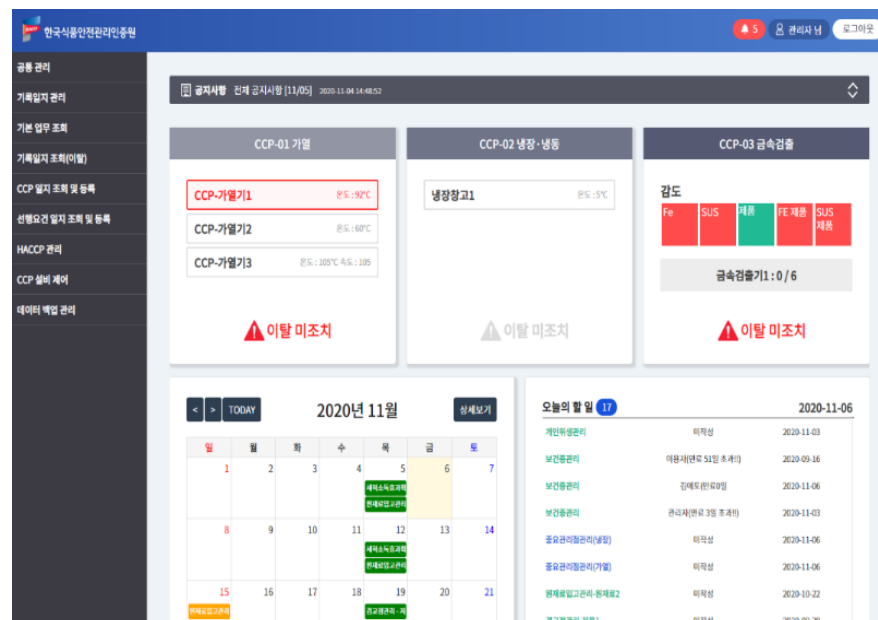 한국식품안전관리인증원
5
관리자 님
로그아웃
공통 관리
기록일지 관리
기본 업무 조회
기록일지 조회(이탈)
CCP 일지 조회 및 등록
선행요건 일지 조회 및 등록
HACCP 관리
CCP 설비 제어
데이터 백업 관리
공지사항 전체 공지사항 [11/05] 2020-11-04 14:48:52
CCP-01 가열
CCP-가열기1 온도 : 92℃
CCP-가열기2 온도 : 60℃
CCP-가열기3 온도 : 105℃ 속도 : 105
이탈 미조치
CCP-02 냉장·냉동
냉장창고1 온도 : 5℃
이탈 미조치
CCP-03 금속검출
감도
Fe SUS 제품 FE 제품 SUS 제품
금속검출기1 : 0 / 6
이탈 미조치
< > TODAY 2020년 11월 상세보기
일 월 화 수 목 금 토
1 2 3 4 5 6 7
세척소독효과확
원재료입고관리
8 9 10 11 12 13 14
세척소독효과확
원재료입고관리
15 16 17 18 19 20 21
원재료입고관리
검교정관리 - 저
오늘의 할 일 17 2020-11-06
개인위생관리 미작성 2020-11-03
보건증관리 이용자(만료 51일 초과!!) 2020-09-16
보건증관리 2020-11-06
보건증관리 관리자(만료 3일 초과!!) 2020-11-03
중요관리점관리(냉장) 미작성 2020-11-06
중요관리점관리(가열) 미작성 2020-11-06
원재료입고관리-원재료2 미작성 2020-10-22